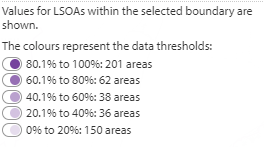 Values for LSOAs within the selected boundary are
shown.
The colours represent the data thresholds:
80.1% to 100%: 201 areas
60.1% to 80%: 62 areas
40.1% to 60%: 38 areas
20.1% to 40%: 36 areas
0% to 20%: 150 areas